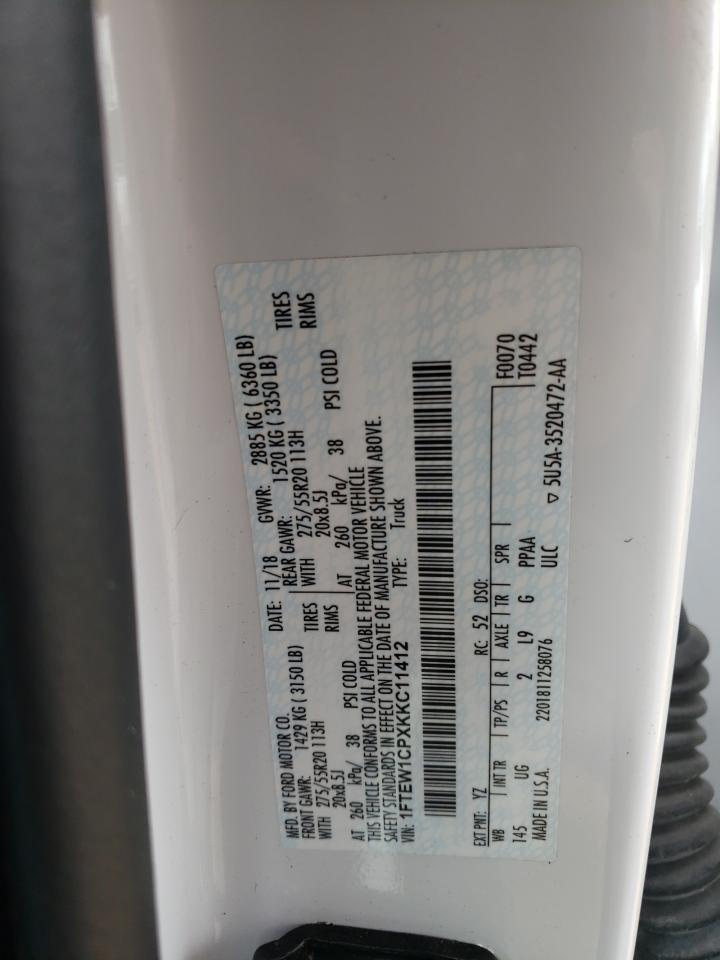 MFD. BY FORD MOTOR CO.
DATE: 11/18 GVWR: 2885 KG ( 6360 LB)
FRONT GAWR: 1429 KG ( 3150 LB) REAR GAWR: 1520 KG ( 3350 LB)
WITH 275/55R20 113H TIRES WITH 275/55R20 113H TIRES
20x8.5J RIMS 20x8.5J RIMS
AT 260 kPa/ 38 PSI COLD AT 260 kPa/ 38 PSI COLD
THIS VEHICLE CONFORMS TO ALL APPLICABLE FEDERAL MOTOR VEHICLE
SAFETY STANDARDS IN EFFECT ON THE DATE OF MANUFACTURE SHOWN ABOVE.
VIN: 1FTEW1CPXKKC11412 TYPE: Truck
EXT PNT: YZ RC: 52 DSO:
WB INT TR TP/PS R AXLE TR SPR F0070
145 UG 2 L9 G PPAA T0442
MADE IN U.S.A. 2201811258076 ULC ▽ 5U5A-3520472-AA